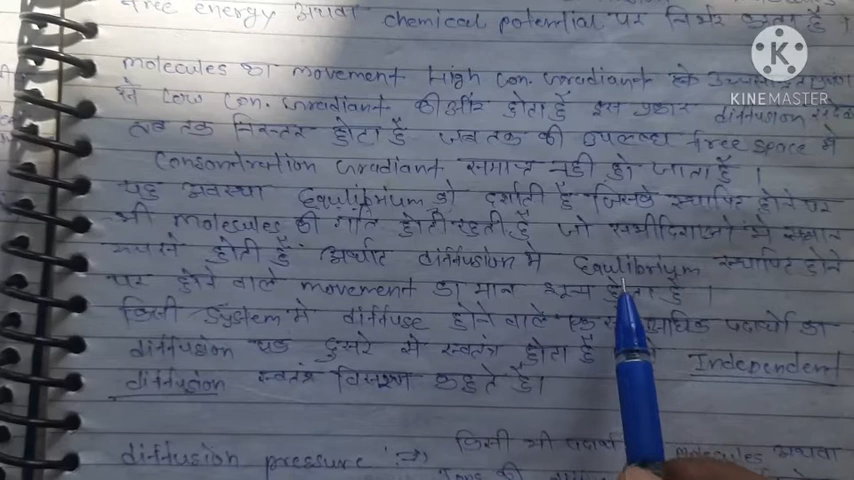 free energy अथवा chemical potential पर निर्भर करता है ।
KINEMASTER
molecules का movement High con. Gradiant के
से Low con. Gradiant की ओर होता है इस प्रकार diffusion
तब तक निरन्तर होता है जब तक की उपलब्ध free space मे
Consontration Gradiant समाप्त नही हो जाता है ।
यह अवस्था Equlibrium को दर्शाती है जिसके स्थापित होने पर
भी molecules की गति होती रहती है जो सभी दिशाओ मे समान
रूप से होती है अर्थात diffusion मे Equlibrium स्थापित होने
पर होने वाले movement का मान शून्य होता है ।
किसी System मे diffuse होने वाले एक से अधिक पदार्थो का
diffusion एक दुसरे से स्वतंत्र होता है Independent
diffusion स्वतंत्र विसरण कहते है।
diffusion pressure :⇒ किसी भी पदार्थ molecules अथवा
Ions की